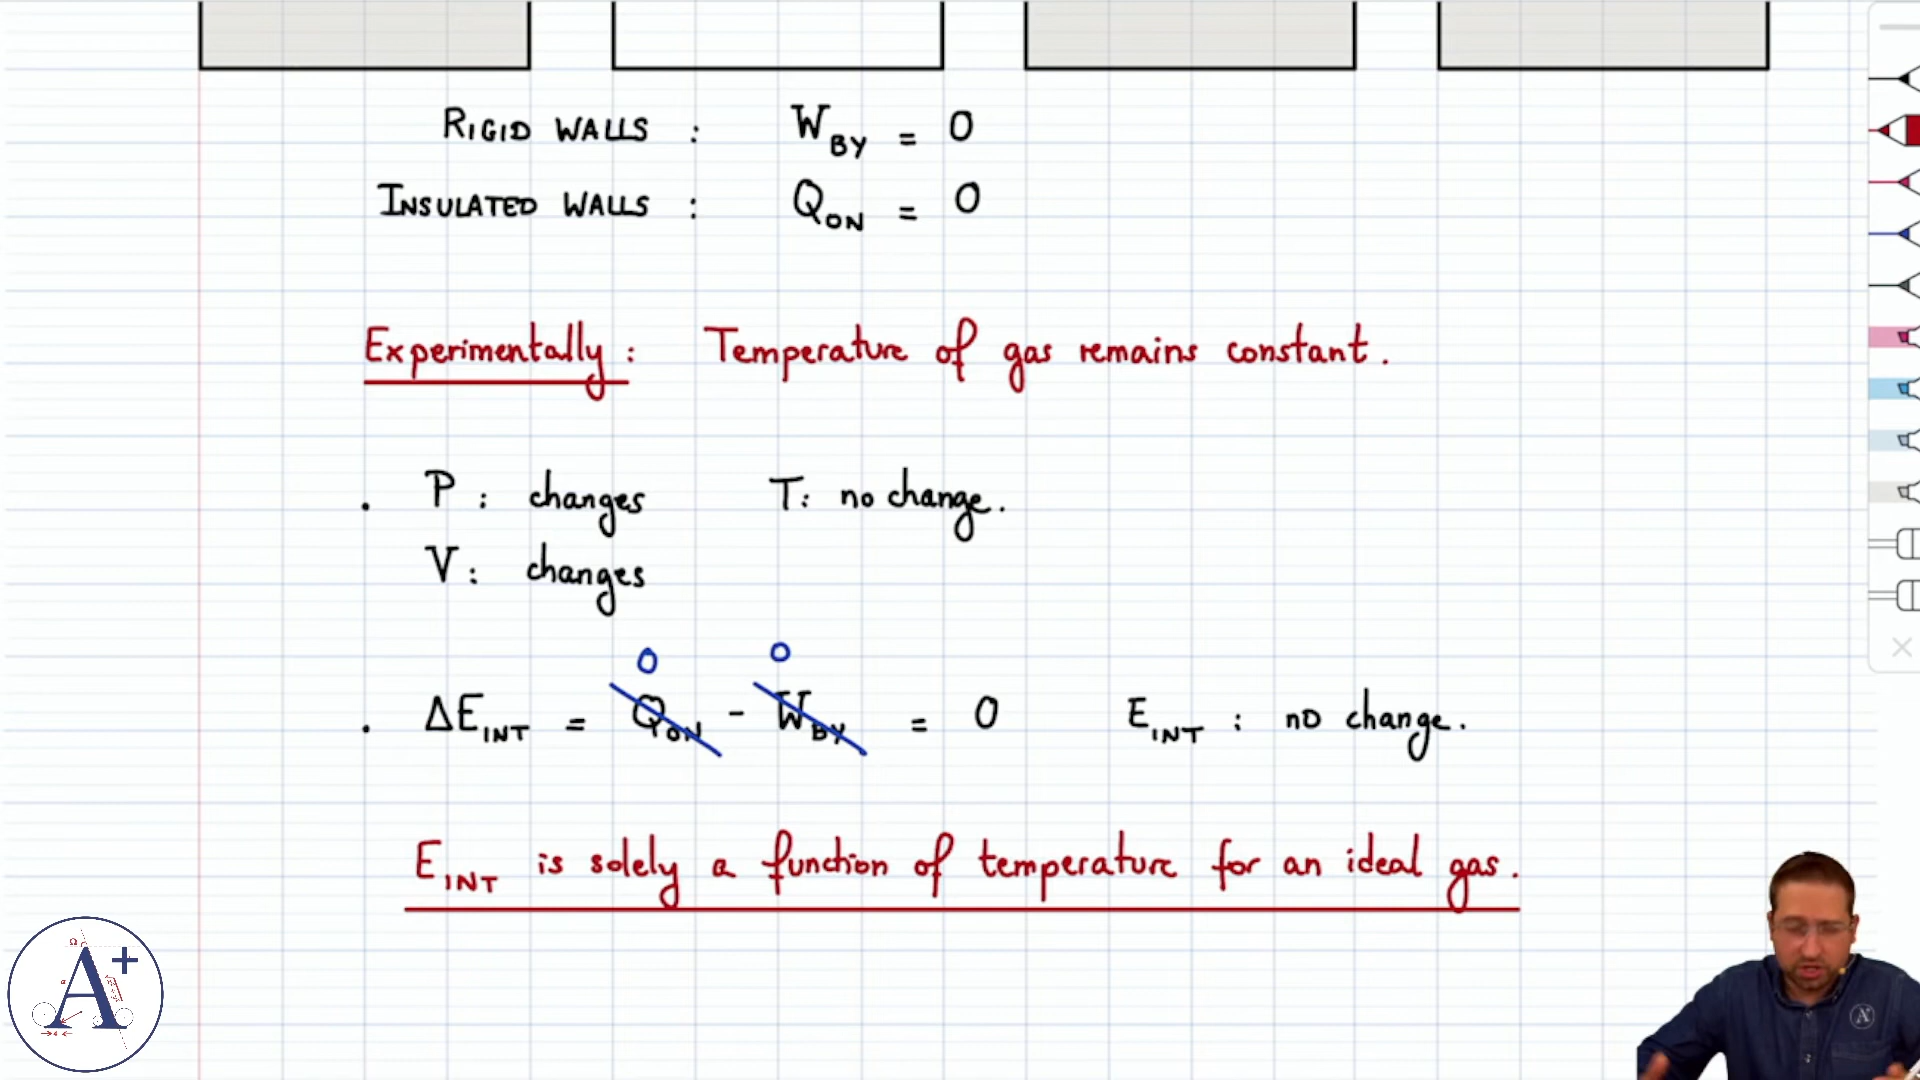 RIGID WALLS : W_BY = 0
INSULATED WALLS : Q_ON = 0
Experimentally : Temperature of gas remains constant.
. P : changes T : no change.
V : changes
0 0
. ΔE_INT = Q_ON - W_BY = 0 E_INT : no change.
E_INT is solely a function of temperature for an ideal gas.
A+